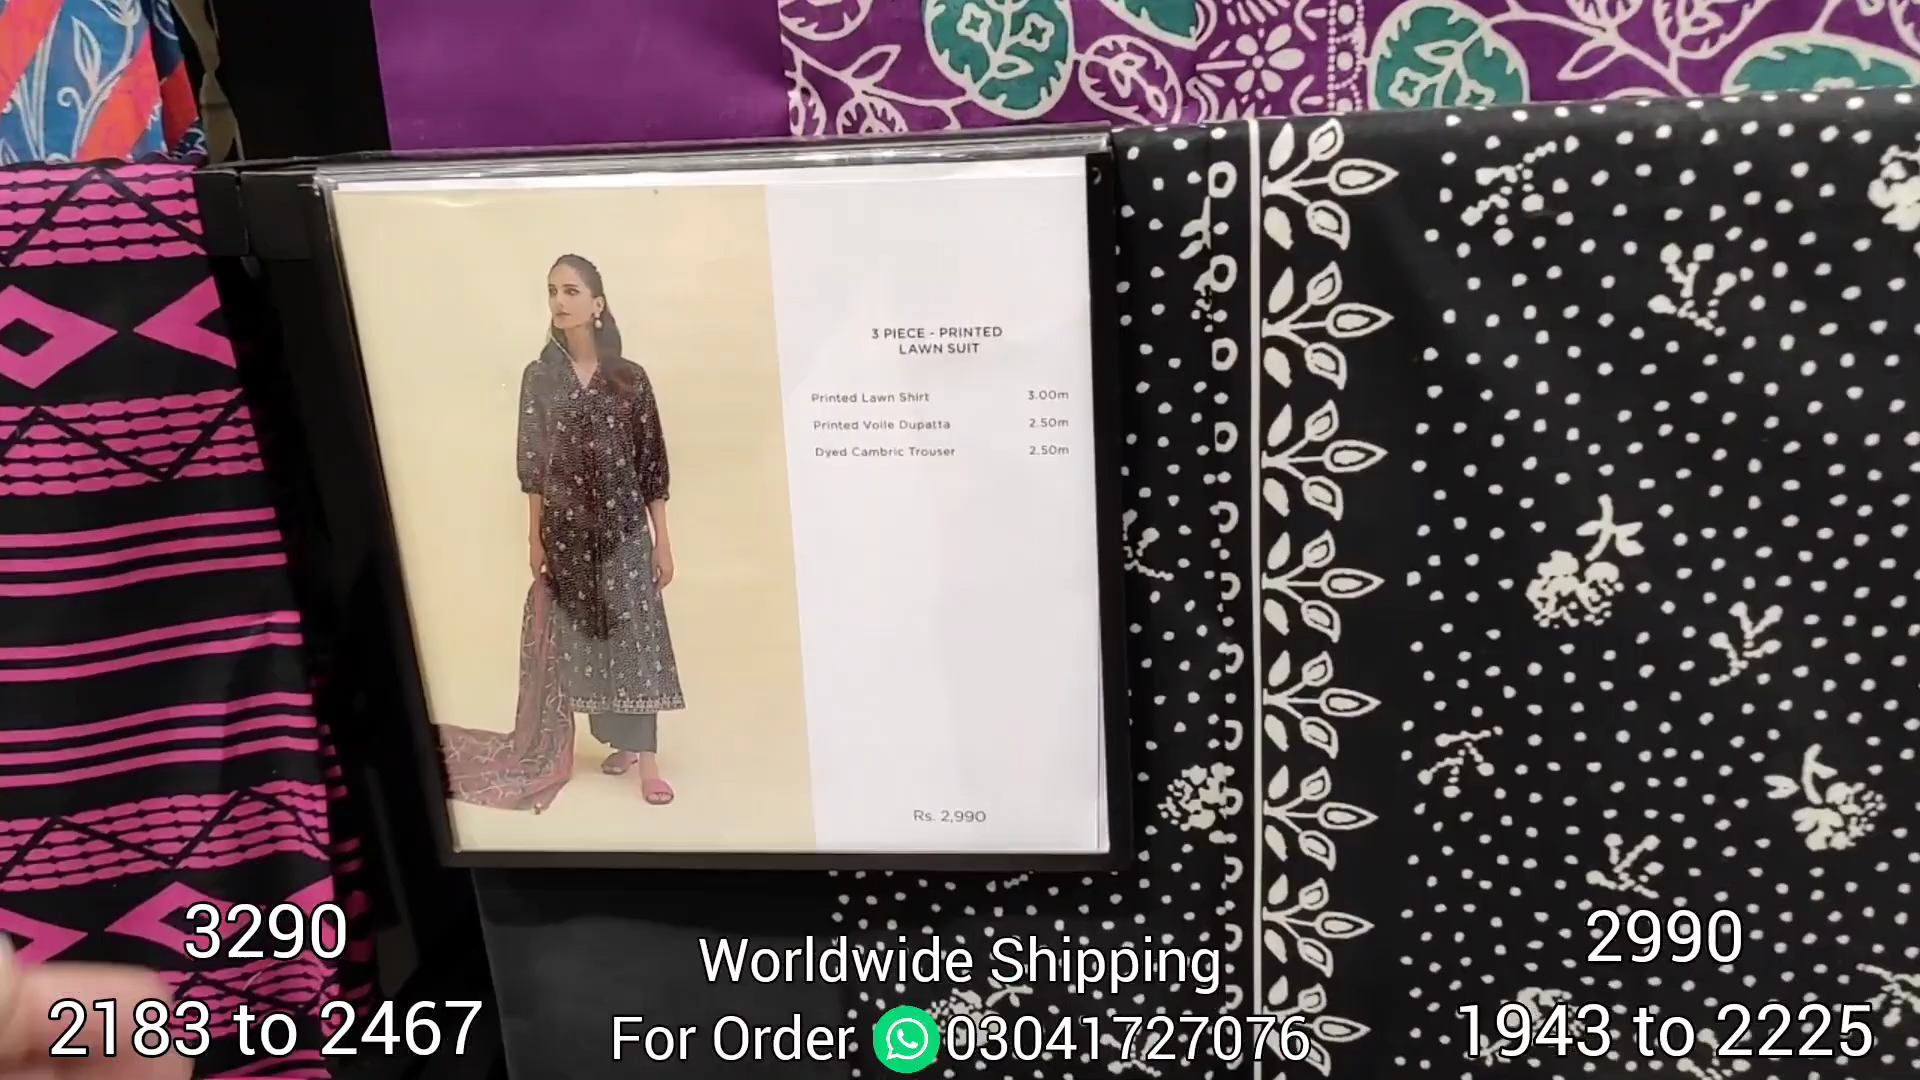 3 PIECE - PRINTED
LAWN SUIT
Printed Lawn Shirt 3.00m
Printed Voile Dupatta 2.50m
Dyed Cambric Trouser 2.50m
Rs. 2,990
3290
2183 to 2467
Worldwide Shipping
For Order 03041727076
2990
1943 to 2225